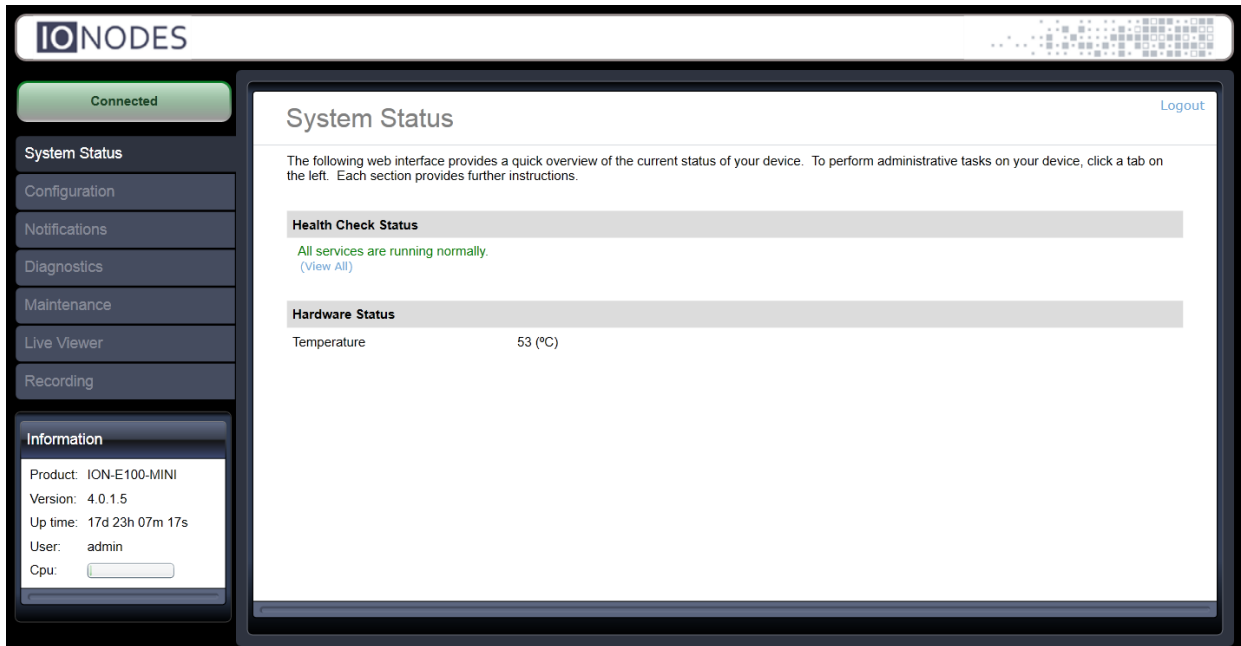 IONODES
Connected
System Status
Configuration
Notifications
Diagnostics
Maintenance
Live Viewer
Recording
Information
Product: ION-E100-MINI
Version: 4.0.1.5
Up time: 17d 23h 07m 17s
User: admin
Cpu:
Logout
System Status
The following web interface provides a quick overview of the current status of your device. To perform administrative tasks on your device, click a tab on
the left. Each section provides further instructions.
Health Check Status
All services are running normally.
(View All)
Hardware Status
Temperature 53 (ºC)